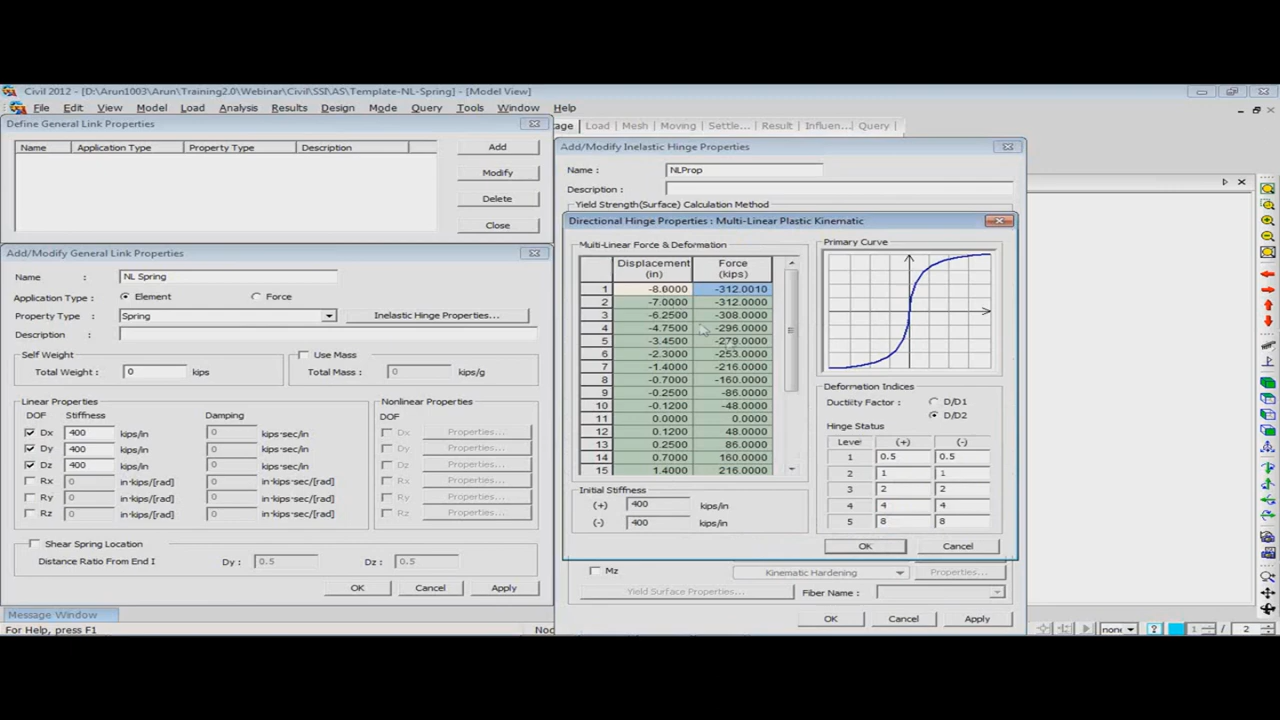 Civil 2012 - [D:\Arun1003\Arun\Training2.0\Webinar\Civil\SSI\AS\Template-NL-Spring] - [Model View]
File Edit View Model Load Analysis Results Design Mode Query Tools Window Help
Define General Link Properties
Name Application Type Property Type Description
Add
Modify
Delete
Close
Add/Modify General Link Properties
Name : NL Spring
Application Type : Element Force
Property Type : Spring Inelastic Hinge Properties...
Description :
Self Weight
Total Weight : 0 kips
Use Mass
Total Mass : 0 kips/g
Linear Properties
DOF Stiffness Damping
Dx 400 kips/in 0 kips·sec/in
Dy 400 kips/in 0 kips·sec/in
Dz 400 kips/in 0 kips·sec/in
Rx 0 in·kips/[rad] 0 in·kips·sec/[rad]
Ry 0 in·kips/[rad] 0 in·kips·sec/[rad]
Rz 0 in·kips/[rad] 0 in·kips·sec/[rad]
Nonlinear Properties
DOF
Dx Properties...
Dy Properties...
Dz Properties...
Rx Properties...
Ry Properties...
Rz Properties...
Shear Spring Location
Distance Ratio From End I Dy : 0.5 Dz : 0.5
OK Cancel Apply
Message Window
For Help, press F1
age Load Mesh Moving Settle... Result Influen... Query
Add/Modify Inelastic Hinge Properties
Name : NLProp
Description :
Yield Strength(Surface) Calculation Method
Directional Hinge Properties : Multi-Linear Plastic Kinematic
Multi-Linear Force & Deformation
Displacement (in) Force (kips)
1 -8.0000 -312.0010
2 -7.0000 -312.0000
3 -6.2500 -308.0000
4 -4.7500 -296.0000
5 -3.4500 -279.0000
6 -2.3000 -253.0000
7 -1.4000 -216.0000
8 -0.7000 -160.0000
9 -0.2500 -86.0000
10 -0.1200 -48.0000
11 0.0000 0.0000
12 0.1200 48.0000
13 0.2500 86.0000
14 0.7000 160.0000
15 1.4000 216.0000
Initial Stiffness
(+) 400 kips/in
(-) 400 kips/in
Primary Curve
Deformation Indices
Ductility Factor : D/D1
D/D2
Hinge Status
Level (+) (-)
1 0.5 0.5
2 1 1
3 2 2
4 4 4
5 8 8
OK Cancel
Mz Kinematic Hardening Properties...
Yield Surface Properties... Fiber Name :
OK Cancel Apply
Noc
none
1 / 2